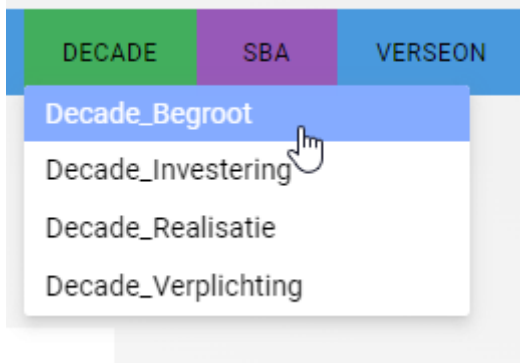 DECADE SBA VERSEON
Decade_Begroot
Decade_Investering
Decade_Realisatie
Decade_Verplichting